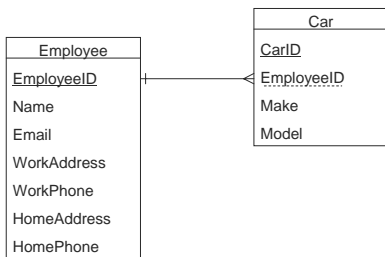 Employee
EmployeeID
Name
Email
WorkAddress
WorkPhone
HomeAddress
HomePhone
Car
CarID
EmployeeID
Make
Model